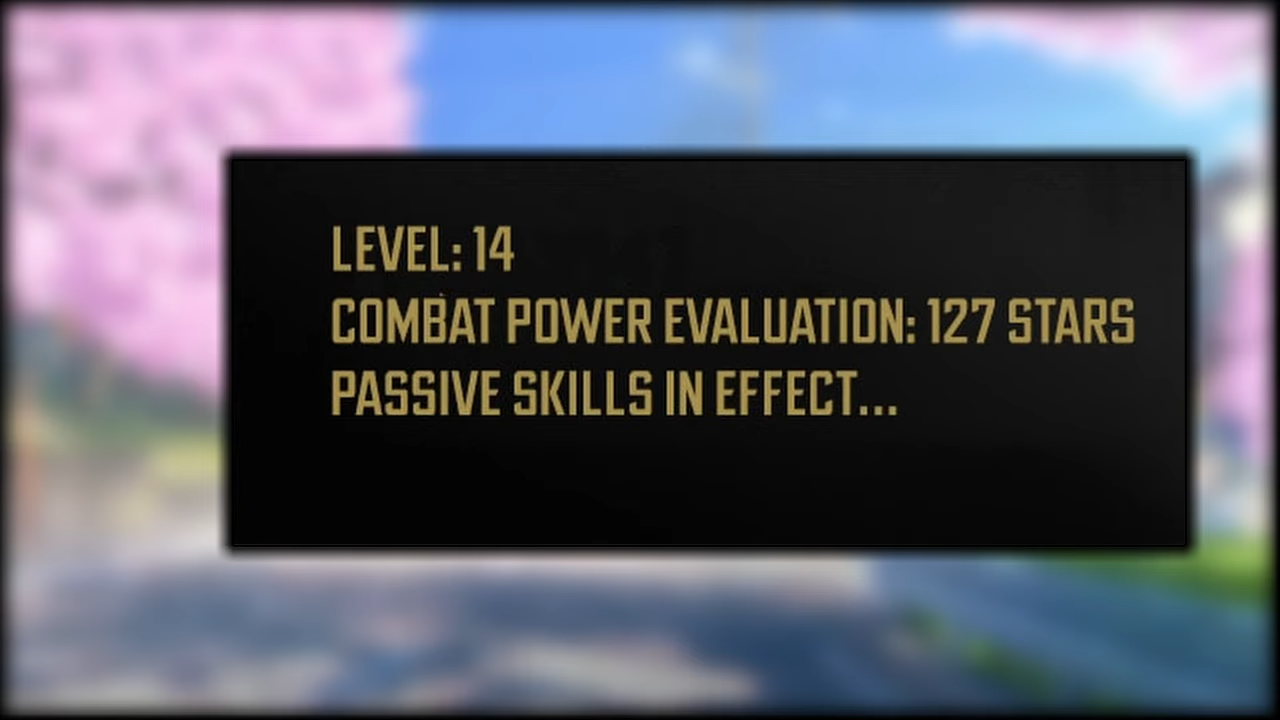 LEVEL: 14
COMBAT POWER EVALUATION: 127 STARS
PASSIVE SKILLS IN EFFECT...